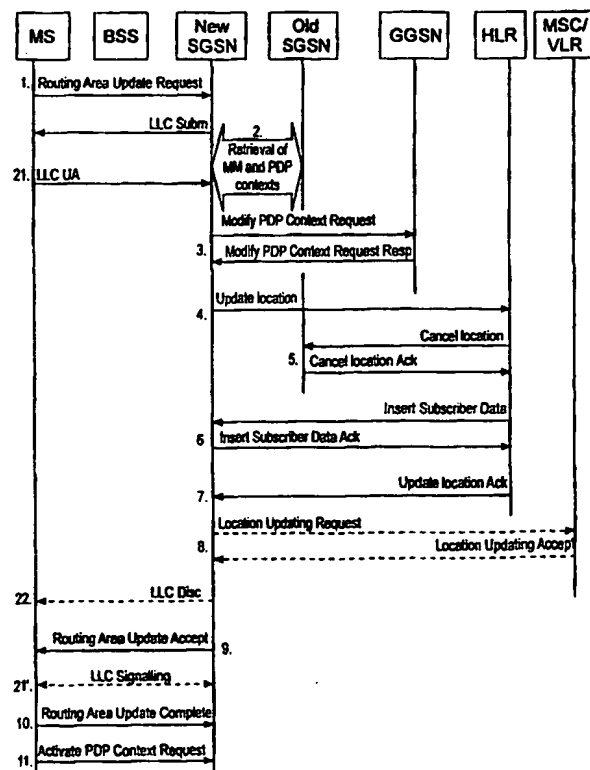 MS
BSS
New
SGSN
Old
SGSN
GGSN
HLR
MSC/
VLR
1. Routing Area Update Request
LLC Subm
2.
Retrieval of
MM and PDP
contexts
21. LLC UA
Modify PDP Context Request
3. Modify PDP Context Request Resp
4. Update location
Cancel location
5. Cancel location Ack
Insert Subscriber Data
6 Insert Subscriber Data Ack
7. Update location Ack
Location Updating Request
8. Location Updating Accept
22. LLC Disc
Routing Area Update Accept 9.
21'. LLC Signalling
10. Routing Area Update Complete
11. Activate PDP Context Request